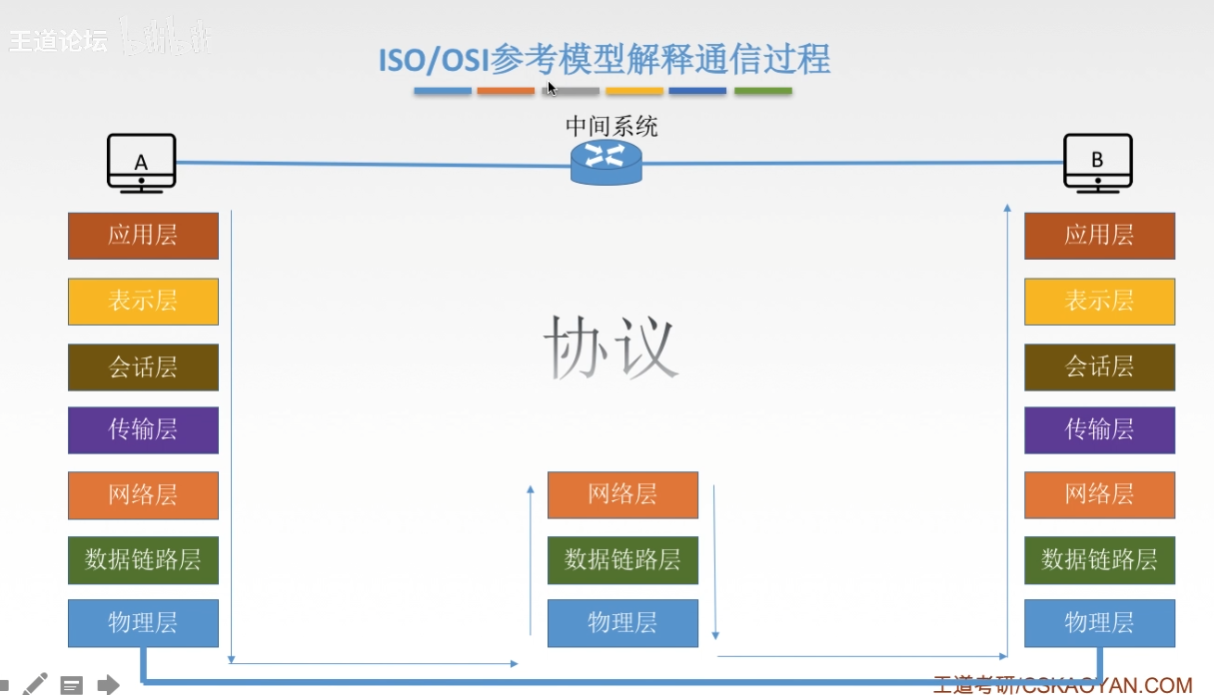 王道论坛
ISO/OSI参考模型解释通信过程
中间系统
A
B
应用层
表示层
会话层
传输层
网络层
数据链路层
物理层
协议
网络层
数据链路层
物理层
应用层
表示层
会话层
传输层
网络层
数据链路层
物理层
王道考研/CSKAOYAN.COM